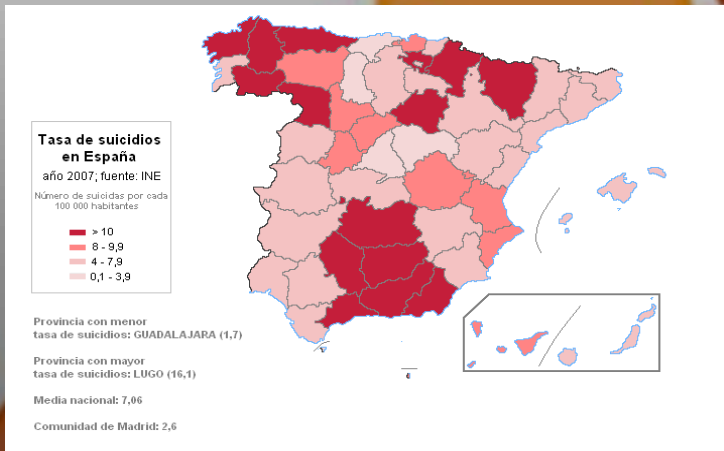 Tasa de suicidios
en España
año 2007; fuente: INE
Número de suicidas por cada
100 000 habitantes
> 10
8 - 9,9
4 - 7,9
0,1 - 3,9
Provincia con menor
tasa de suicidios: GUADALAJARA (1,7)
Provincia con mayor
tasa de suicidios: LUGO (16,1)
Media nacional: 7,06
Comunidad de Madrid: 2,6